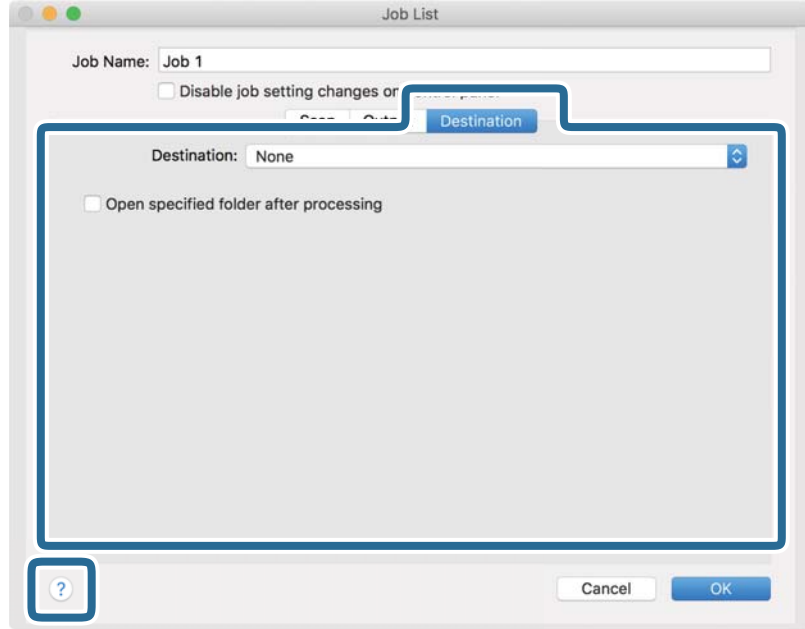 Job List
Job Name: Job 1
Disable job setting changes on
Destination
Destination: None
Open specified folder after processing
?
Cancel OK